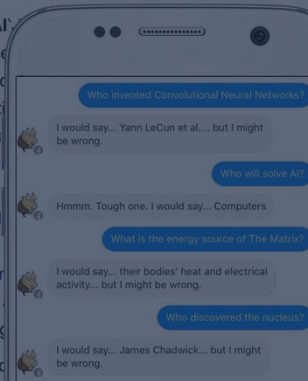 Who invented Convolutional Neural Networks?
I would say... Yann LeCun et al.... but I might
be wrong.
Who will solve AI?
Hmmm. Tough one. I would say... Computers
What is the energy source of The Matrix?
I would say... their bodies' heat and electrical
activity... but I might be wrong.
Who discovered the nucleus?
I would say... James Chadwick... but I might
be wrong.